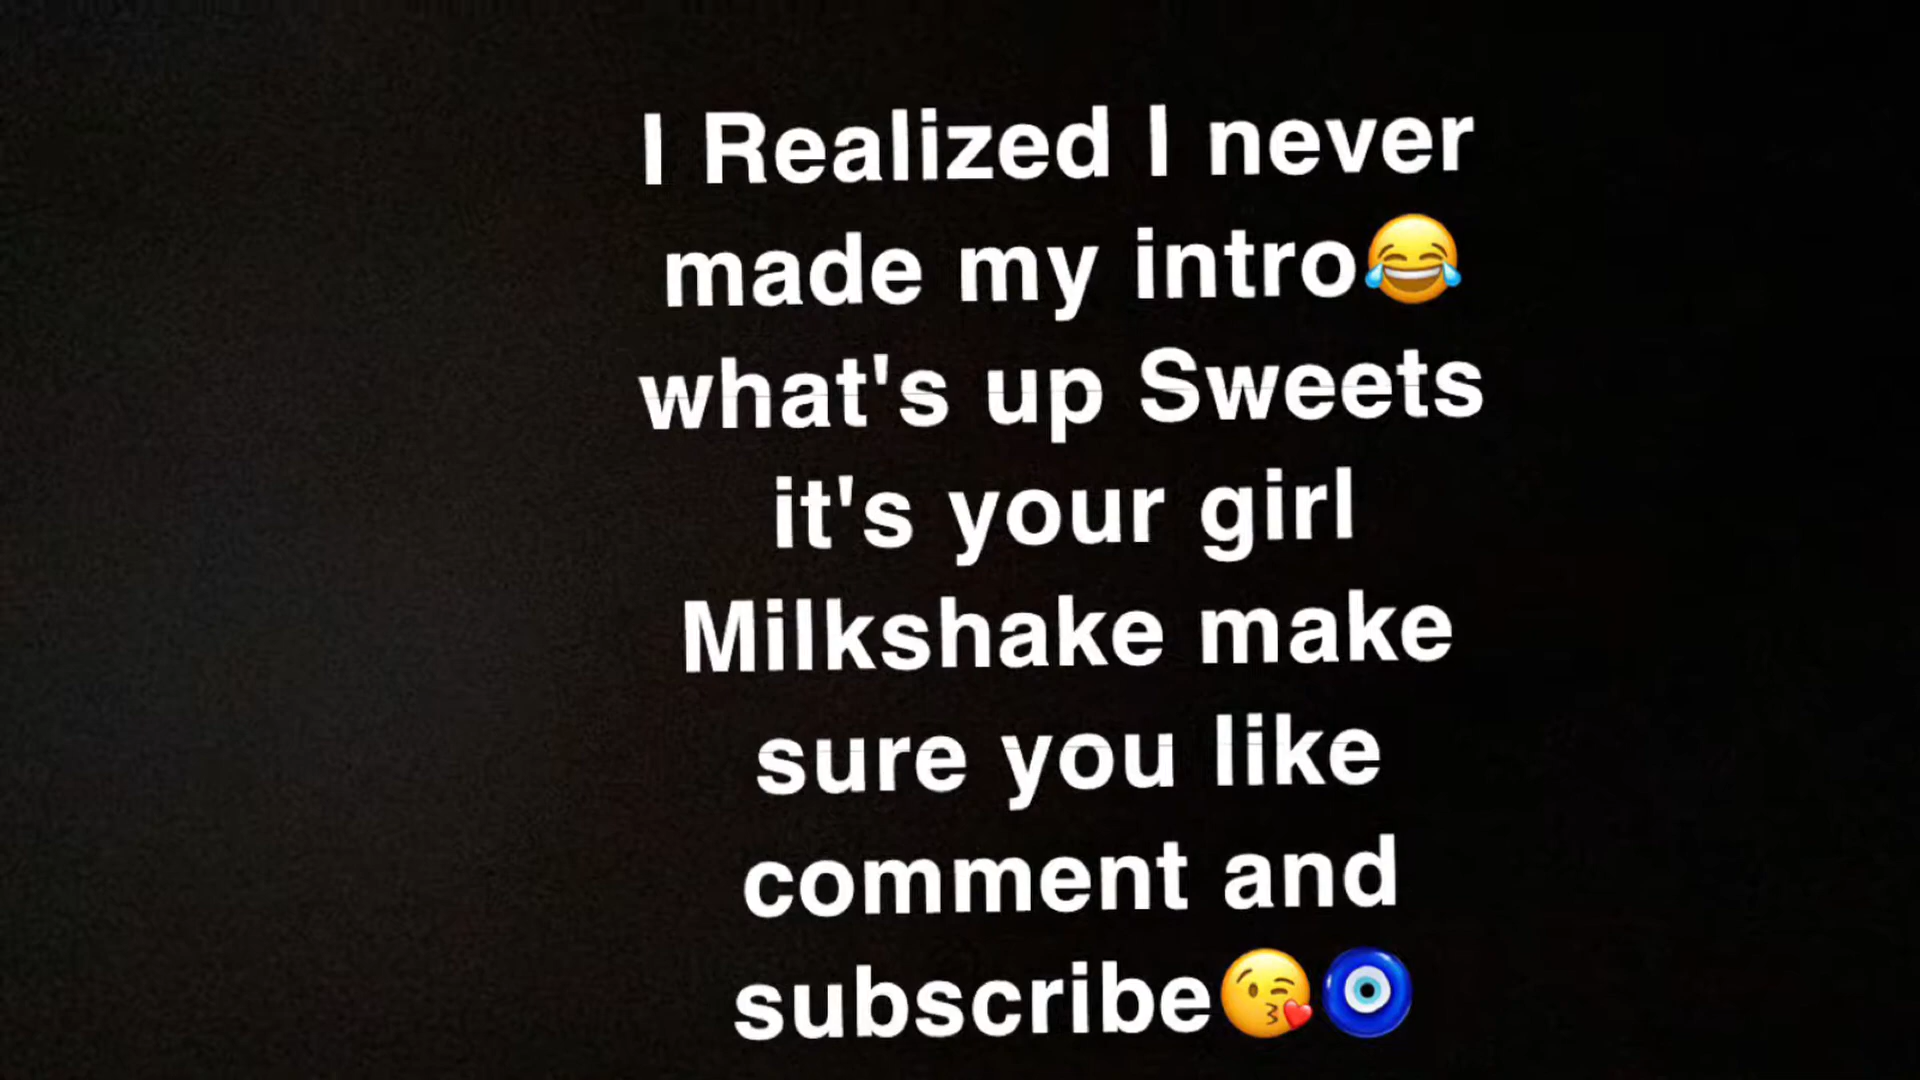 I Realized I never
made my intro😂
what's up Sweets
it's your girl
Milkshake make
sure you like
comment and
subscribe😘🧿